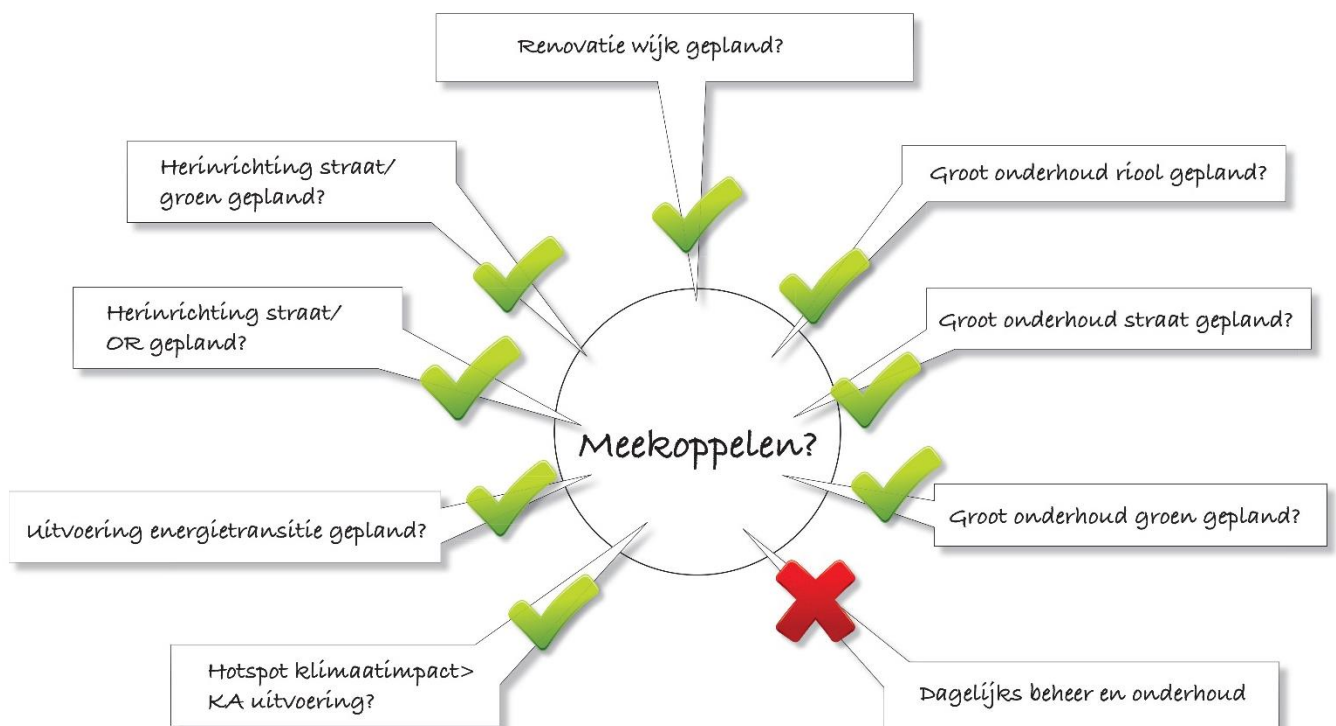 Renovatie wijk gepland?
Herinrichting straat/
groen gepland?
Groot onderhoud riool gepland?
Herinrichting straat/
OR gepland?
Groot onderhoud straat gepland?
Meekoppelen?
Uitvoering energietransitie gepland?
Groot onderhoud groen gepland?
Hotspot klimaatimpact>
KA uitvoering?
Dagelijks beheer en onderhoud